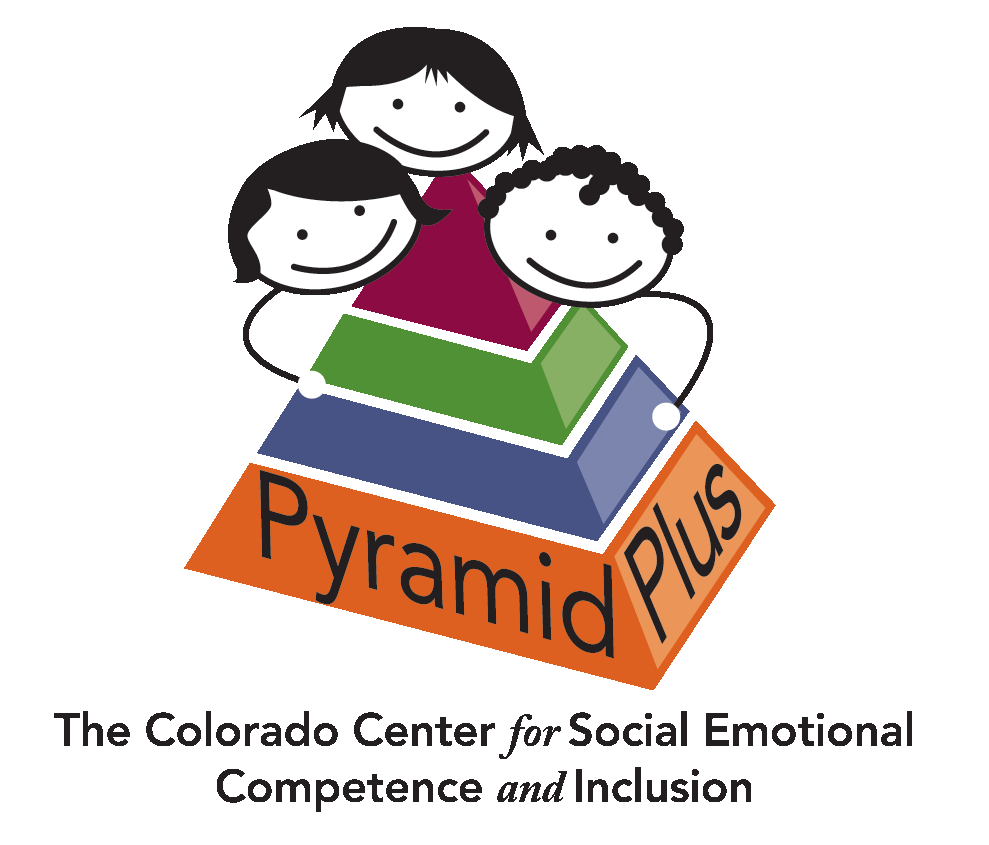 Pyramid Plus
The Colorado Center for Social Emotional
Competence and Inclusion